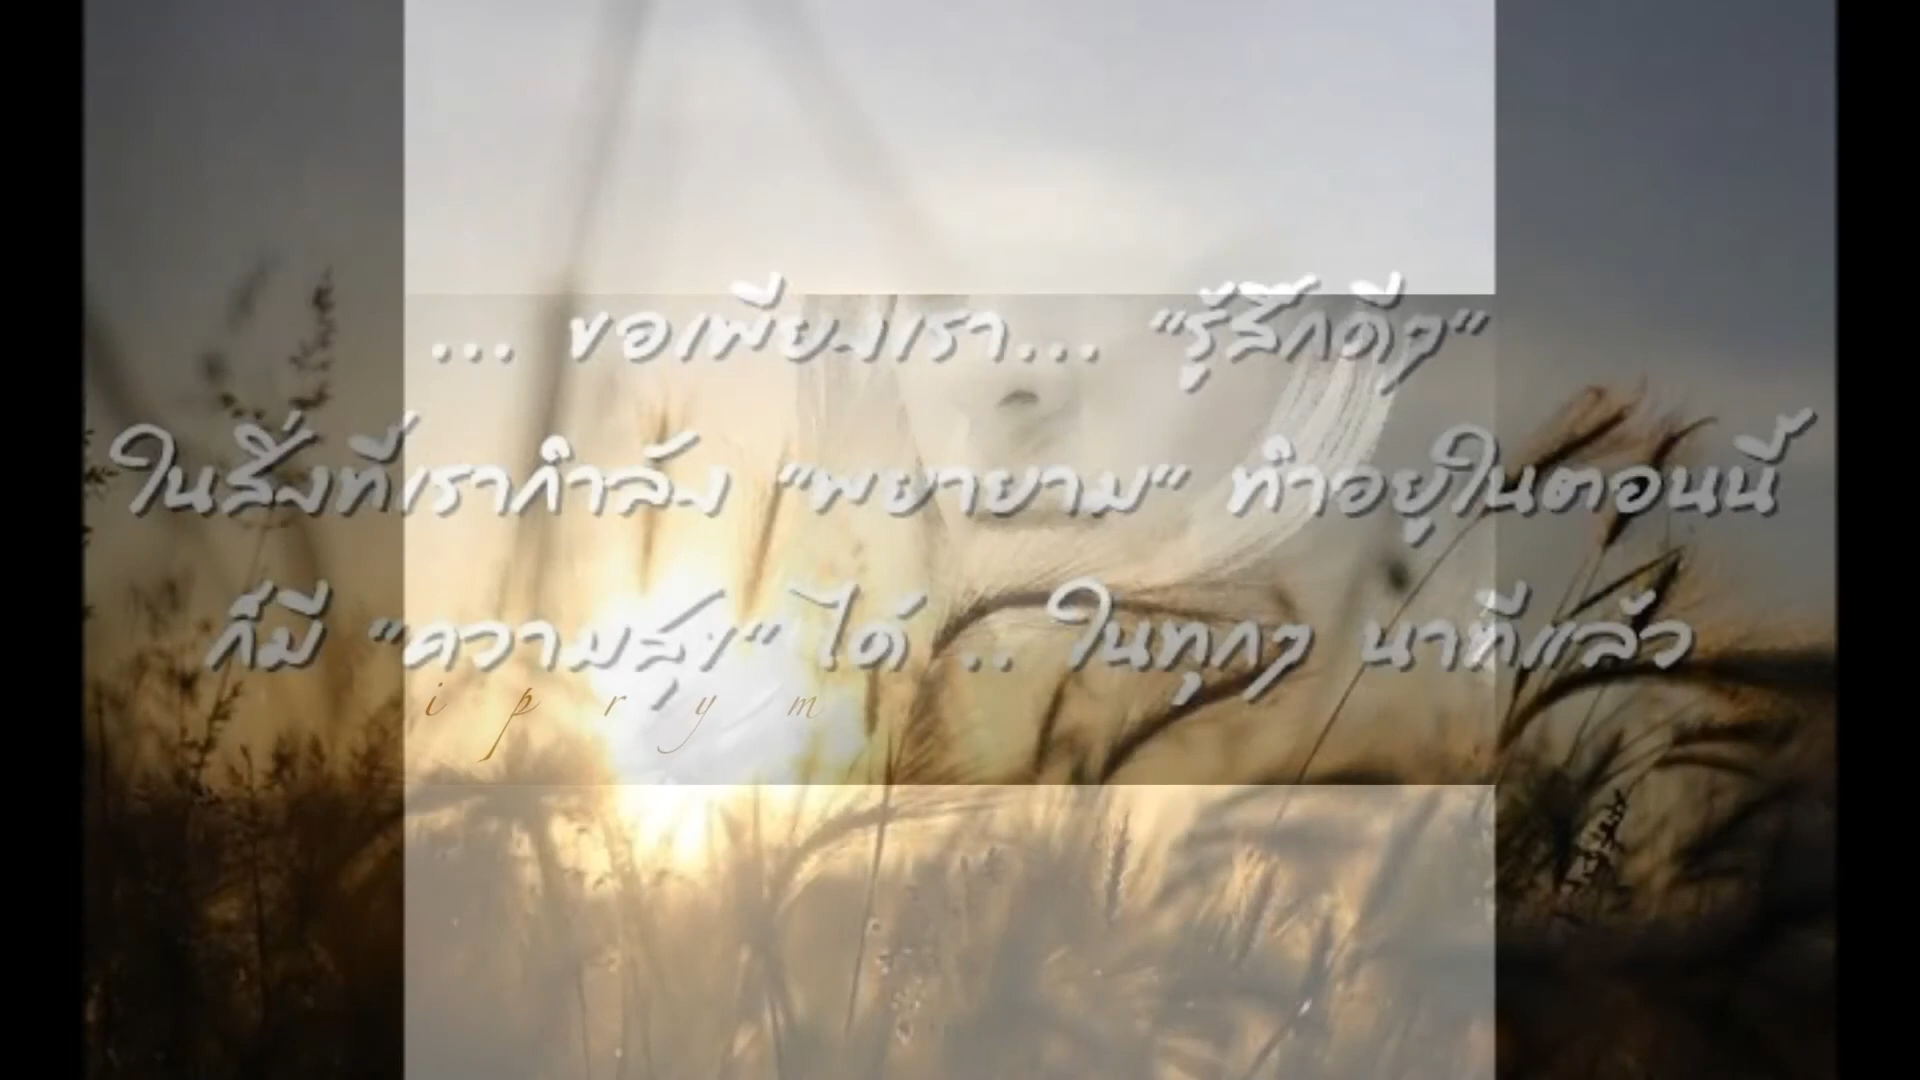 ... ขอเพียงเรา... "รู้สึกดีๆ"
ในสิ่งที่เรากำลัง "พยายาม" ทำอยู่ในตอนนี้
ก็มี "ความสุข" ได้ .. ในทุกๆ นาทีแล้ว
i p r y m